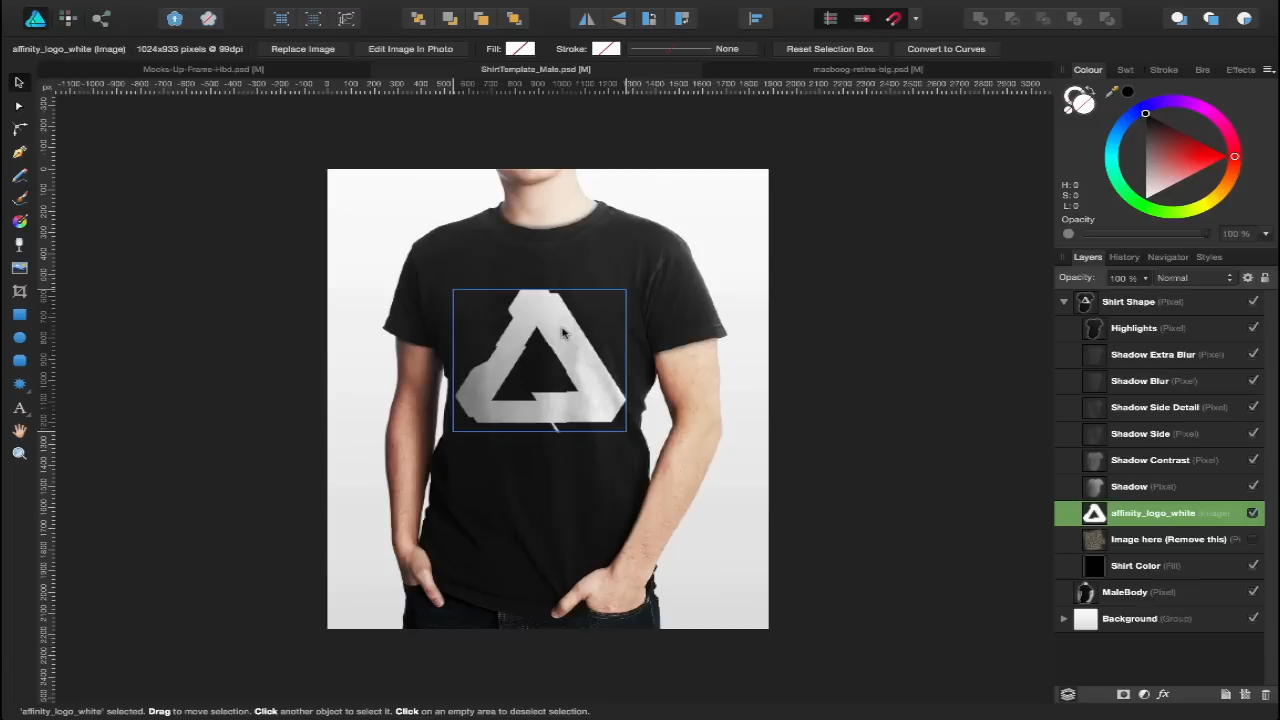 affinity_logo_white (Image) 1024x933 pixels @ 99dpi Replace Image Edit Image In Photo Fill: Stroke: None Reset Selection Box Convert to Curves
Mocks-Up-Frame-Hbd.psd [M] ShirtTemplate_Male.psd [M] macboog-retina-big.psd [M]
Colour Swt Stroke Brs Effects
H: 0
S: 0
L: 0
Opacity
100 %
Layers History Navigator Styles
Opacity: 100 % Normal
Shirt Shape (Pixel)
Highlights (Pixel)
Shadow Extra Blur (Pixel)
Shadow Blur (Pixel)
Shadow Side Detail (Pixel)
Shadow Side (Pixel)
Shadow Contrast (Pixel)
Shadow (Pixel)
affinity_logo_white (Image)
Image here (Remove this) (Pi
Shirt Color (Fill)
MaleBody (Pixel)
Background (Group)
'affinity_logo_white' selected. Drag to move selection. Click another object to select it. Click on an empty area to deselect selection.